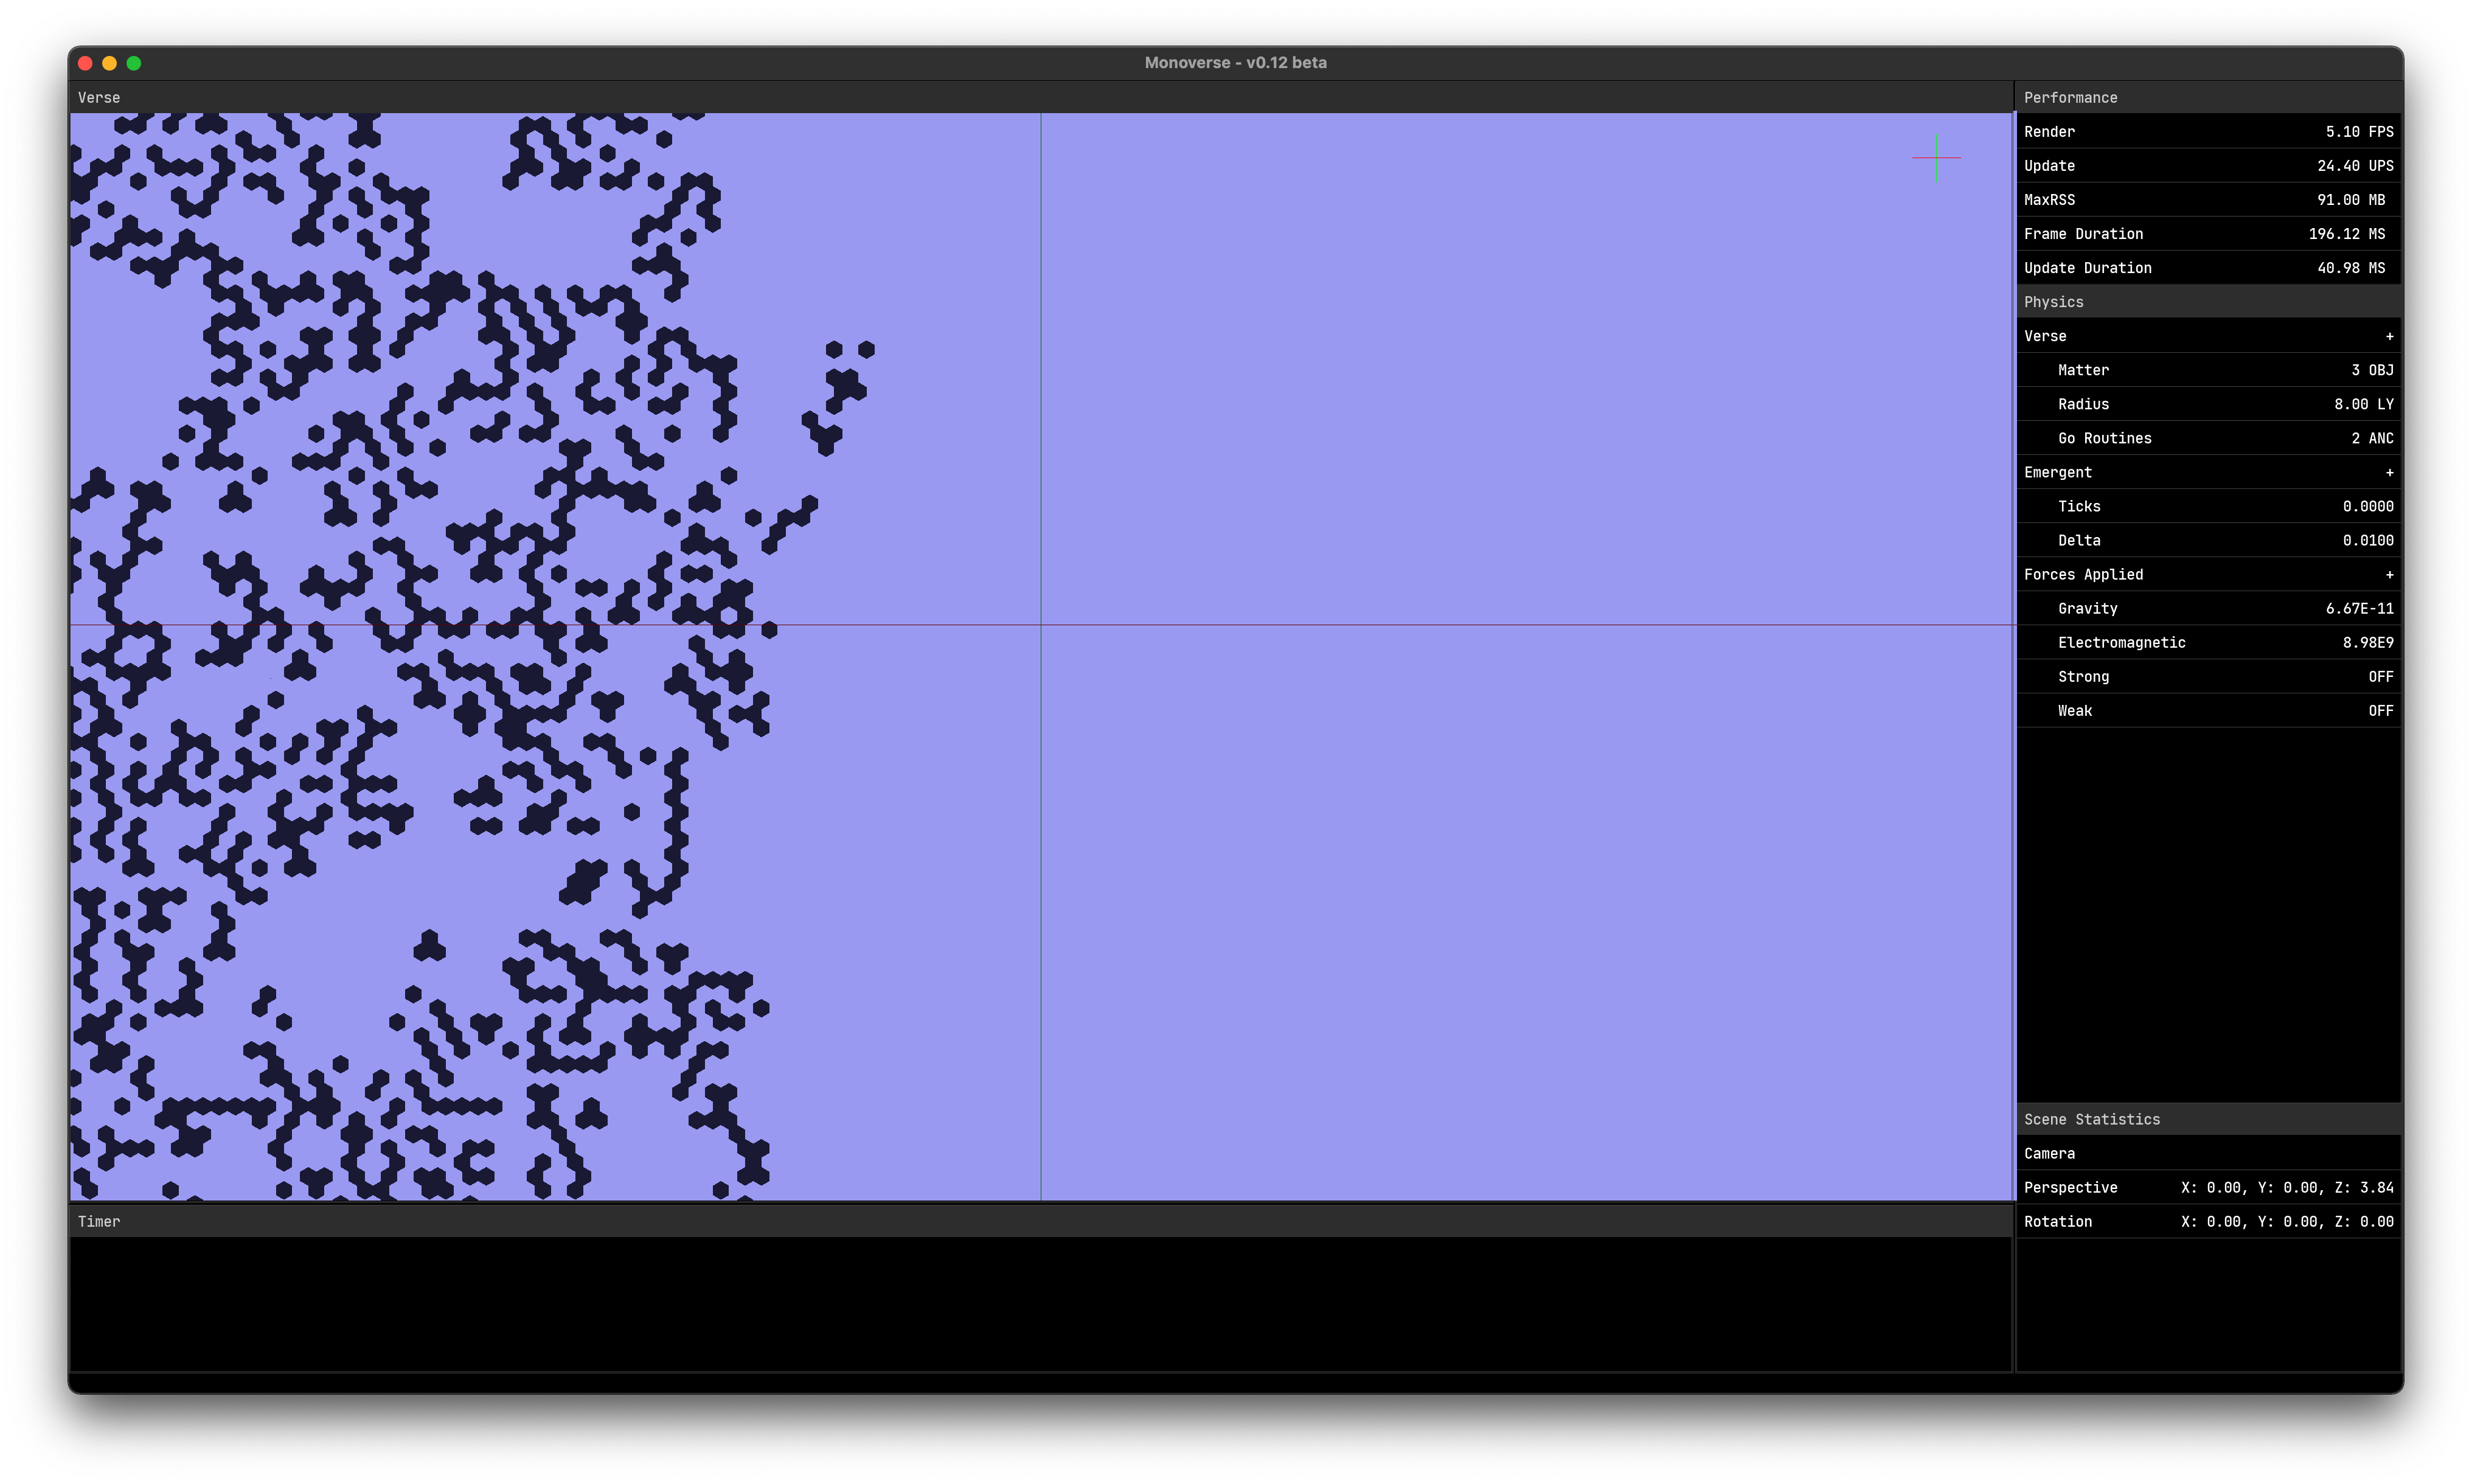 Monoverse - v0.12 beta
Verse
Performance
Render 5.10 FPS
Update 24.40 UPS
MaxRSS 91.00 MB
Frame Duration 196.12 MS
Update Duration 40.98 MS
Physics
Verse +
Matter 3 OBJ
Radius 8.00 LY
Go Routines 2 ANC
Emergent +
Ticks 0.0000
Delta 0.0100
Forces Applied +
Gravity 6.67E-11
Electromagnetic 8.98E9
Strong OFF
Weak OFF
Scene Statistics
Camera
Perspective X: 0.00, Y: 0.00, Z: 3.84
Rotation X: 0.00, Y: 0.00, Z: 0.00
Timer